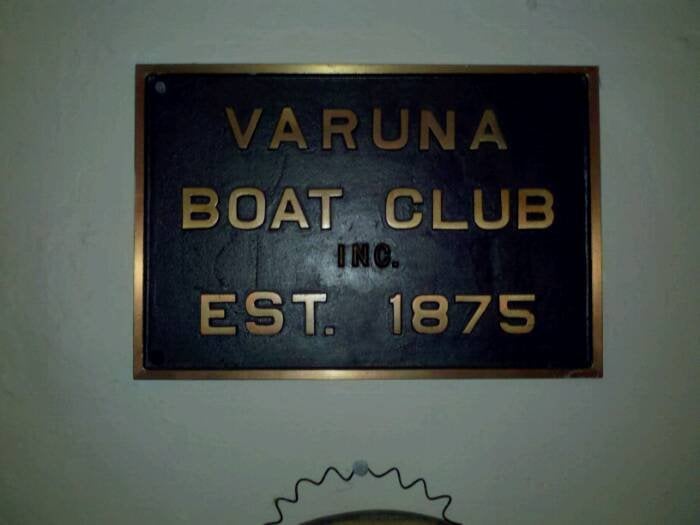 VARUNA
BOAT CLUB
INC.
EST. 1875